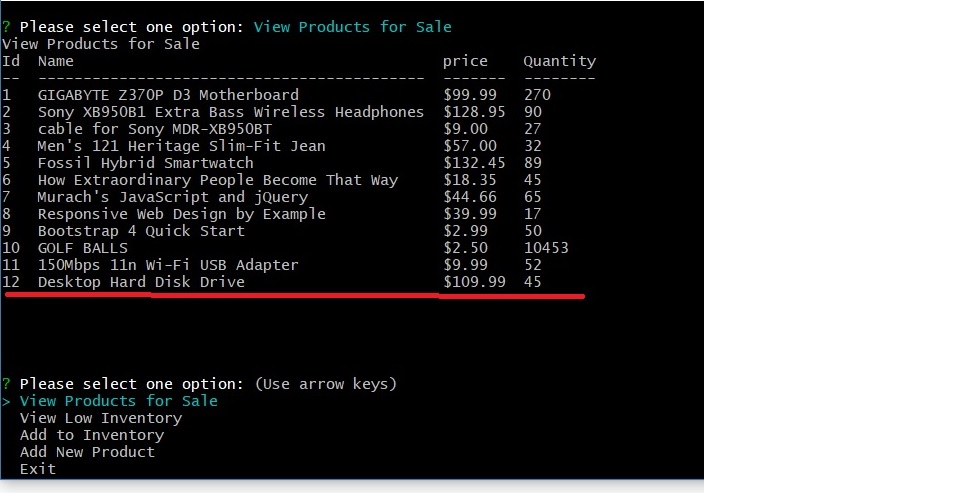 ? Please select one option: View Products for Sale
View Products for Sale
Id  Name                                         price    Quantity
--  -------------------------------------------  -------  --------
1   GIGABYTE Z370P D3 Motherboard                $99.99   270
2   Sony XB950B1 Extra Bass Wireless Headphones  $128.95  90
3   cable for Sony MDR-XB950BT                   $9.00    27
4   Men's 121 Heritage Slim-Fit Jean             $57.00   32
5   Fossil Hybrid Smartwatch                     $132.45  89
6   How Extraordinary People Become That Way     $18.35   45
7   Murach's JavaScript and jQuery               $44.66   65
8   Responsive Web Design by Example             $39.99   17
9   Bootstrap 4 Quick Start                      $2.99    50
10  GOLF BALLS                                   $2.50    10453
11  150Mbps 11n Wi-Fi USB Adapter                $9.99    52
12  Desktop Hard Disk Drive                      $109.99  45
? Please select one option: (Use arrow keys)
> View Products for Sale
  View Low Inventory
  Add to Inventory
  Add New Product
  Exit